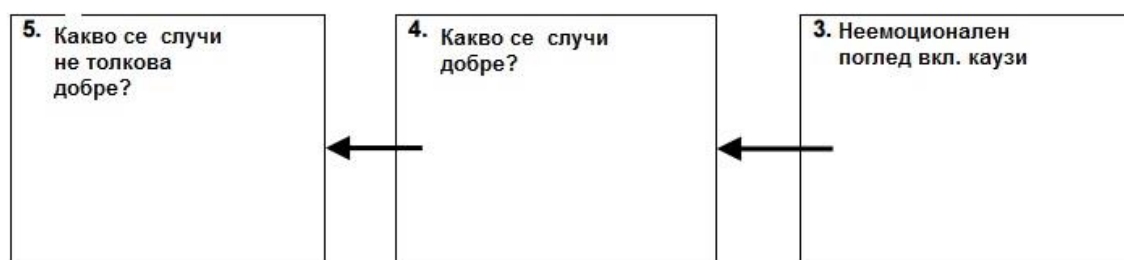 5. Какво се случи
не толкова
добре?
4. Какво се случи
добре?
3. Неемоционален
поглед вкл. каузи